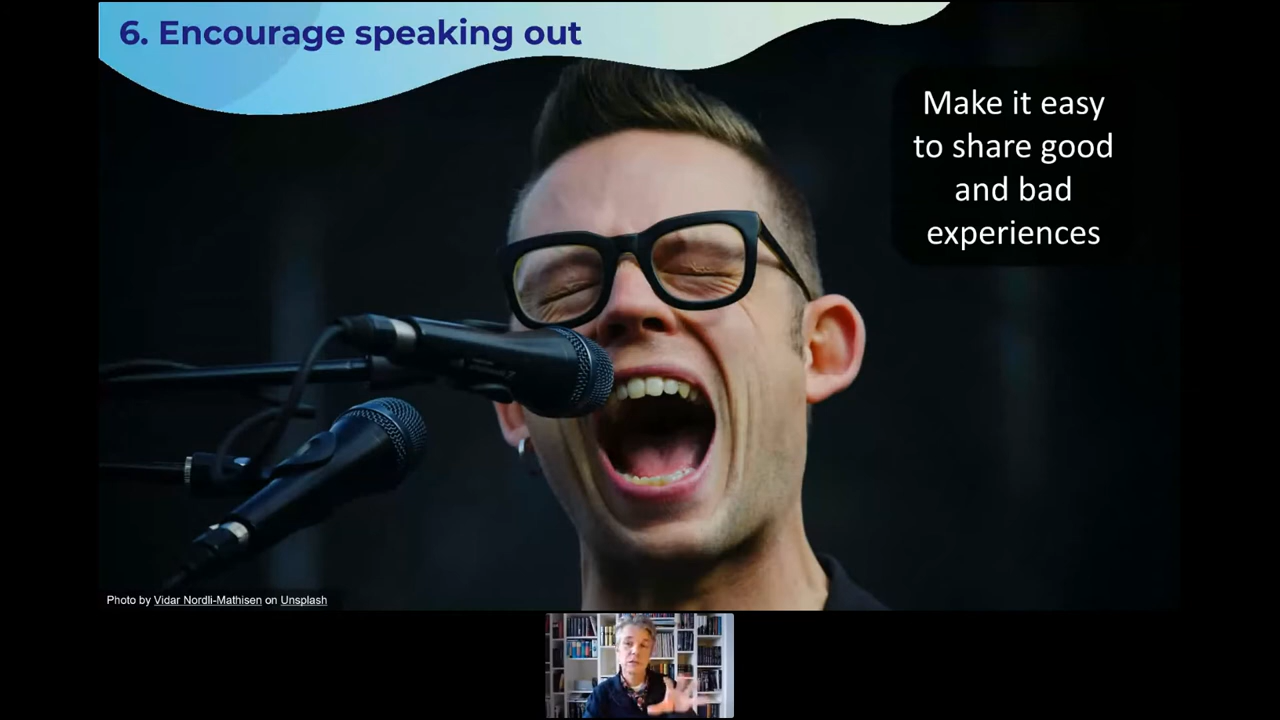 6. Encourage speaking out
Make it easy
to share good
and bad
experiences
Photo by Vidar Nordli-Mathisen on Unsplash